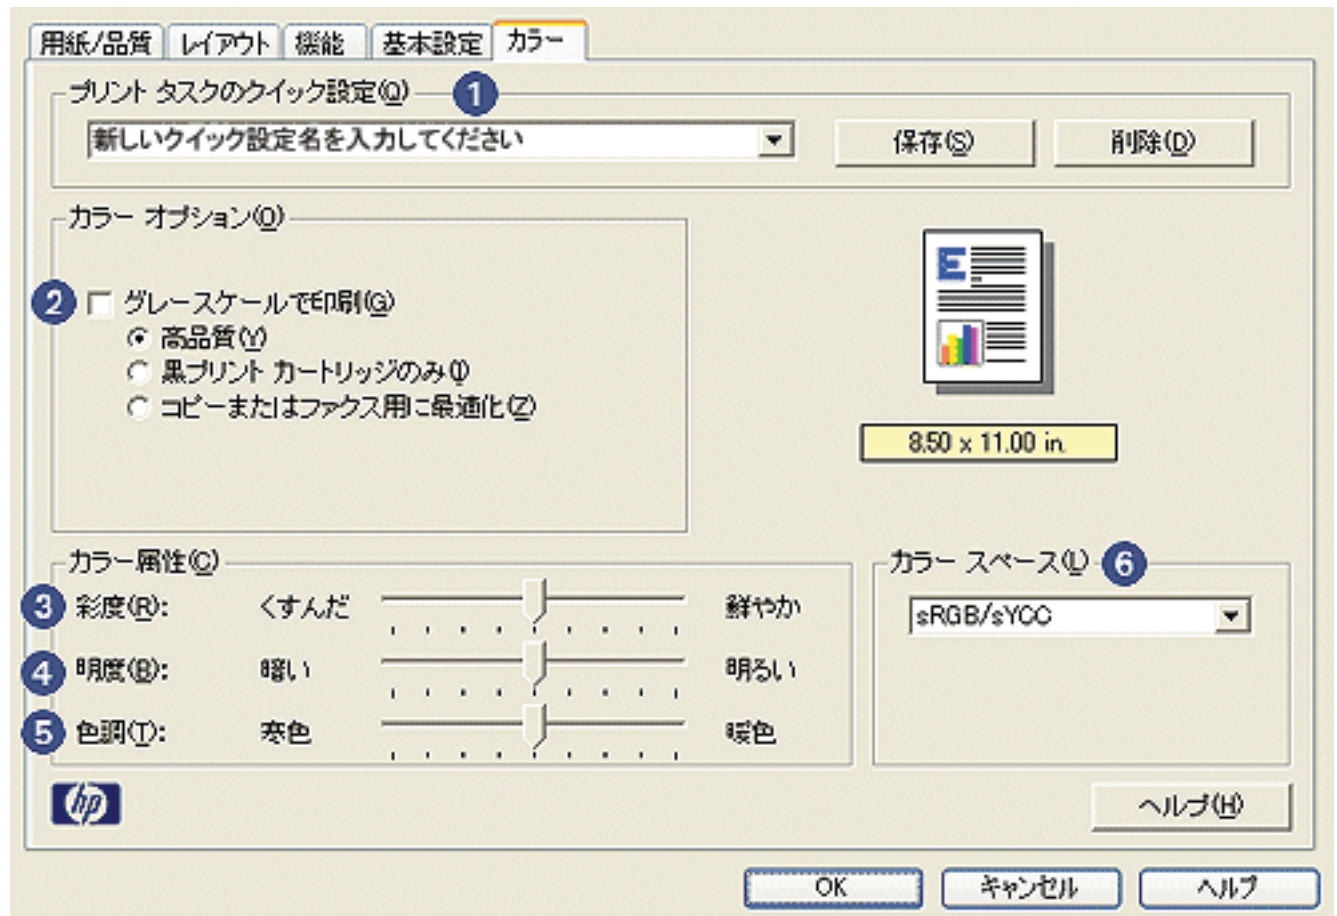 用紙/品質 レイアウト 機能 基本設定 カラー
プリント タスクのクイック設定(Q) 1
新しいクイック設定名を入力してください 保存(S) 削除(D)
カラー オプション(O)
2 グレースケールで印刷(G)
高品質(Y)
黒プリント カートリッジのみ(I)
コピーまたはファクス用に最適化(Z)
E
8.50 x 11.00 in.
カラー属性(C)
3 彩度(R): くすんだ 鮮やか
4 明度(B): 暗い 明るい
5 色調(T): 寒色 暖色
カラー スペース(L) 6
sRGB/sYCC
hp
ヘルプ(H)
OK キャンセル ヘルプ